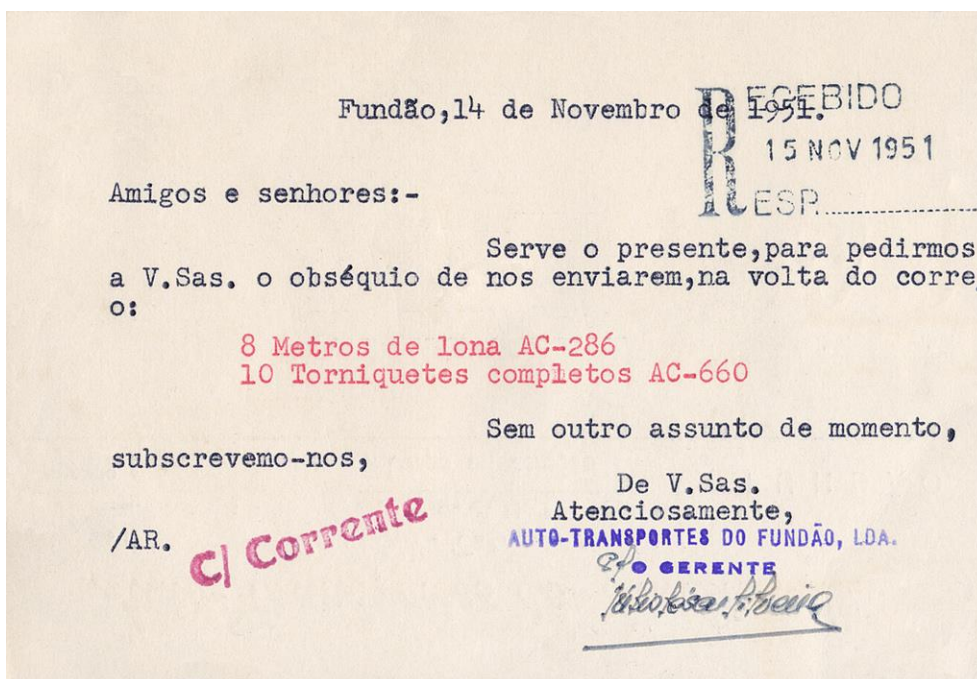 Fundão,14 de Novembro de 1951.
RECEBIDO
15 NOV 1951
RESP.
Amigos e senhores:-
Serve o presente,para pedirmos
a V.Sas. o obséquio de nos enviarem,na volta do corre
o:
8 Metros de lona AC-286
10 Torniquetes completos AC-660
Sem outro assunto de momento,
subscrevemo-nos,
De V.Sas.
Atenciosamente,
/AR.
C/ Corrente
AUTO-TRANSPORTES DO FUNDÃO, LDA.
O GERENTE